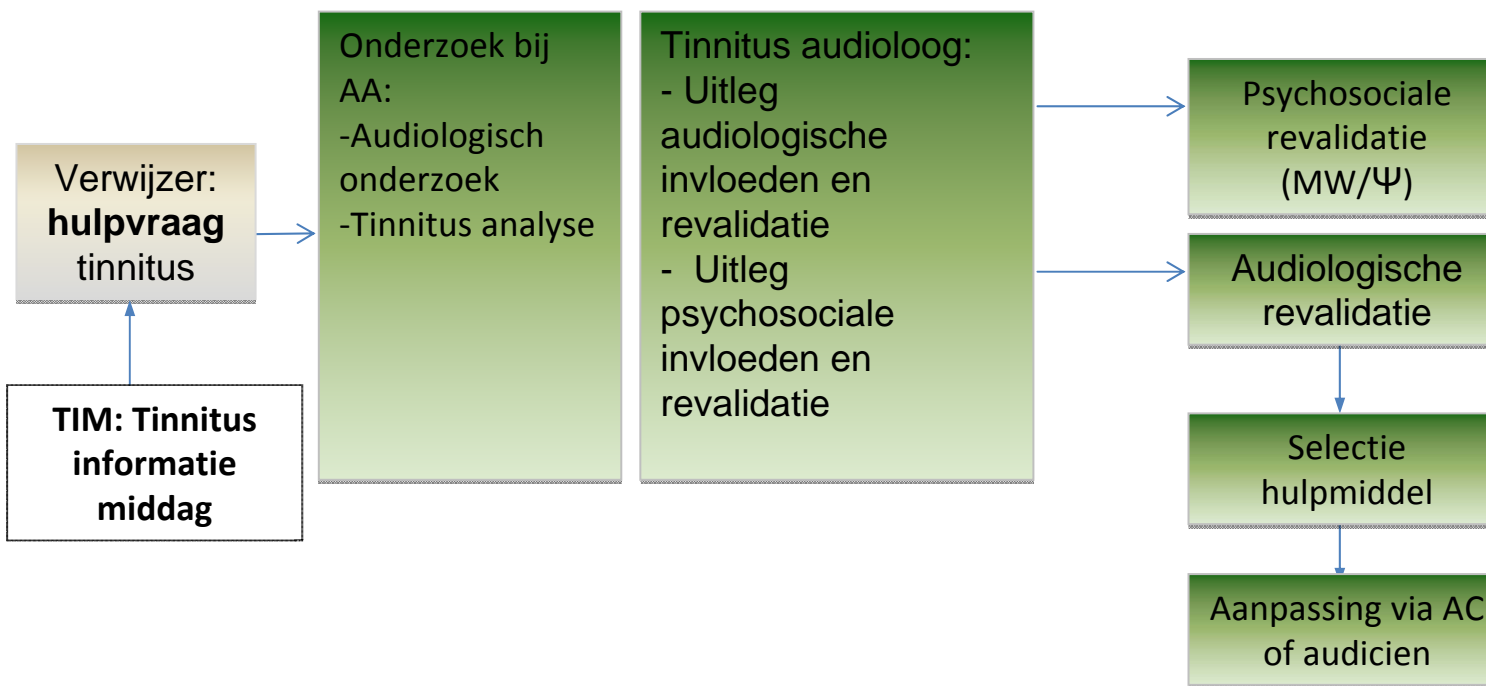 Verwijzer:
hulpvraag
tinnitus
TIM: Tinnitus
informatie
middag
Onderzoek bij
AA:
-Audiologisch
onderzoek
-Tinnitus analyse
Tinnitus audioloog:
- Uitleg
audiologische
invloeden en
revalidatie
- Uitleg
psychosociale
invloeden en
revalidatie
Psychosociale
revalidatie
(MW/Ψ)
Audiologische
revalidatie
Selectie
hulpmiddel
Aanpassing via AC
of audicien